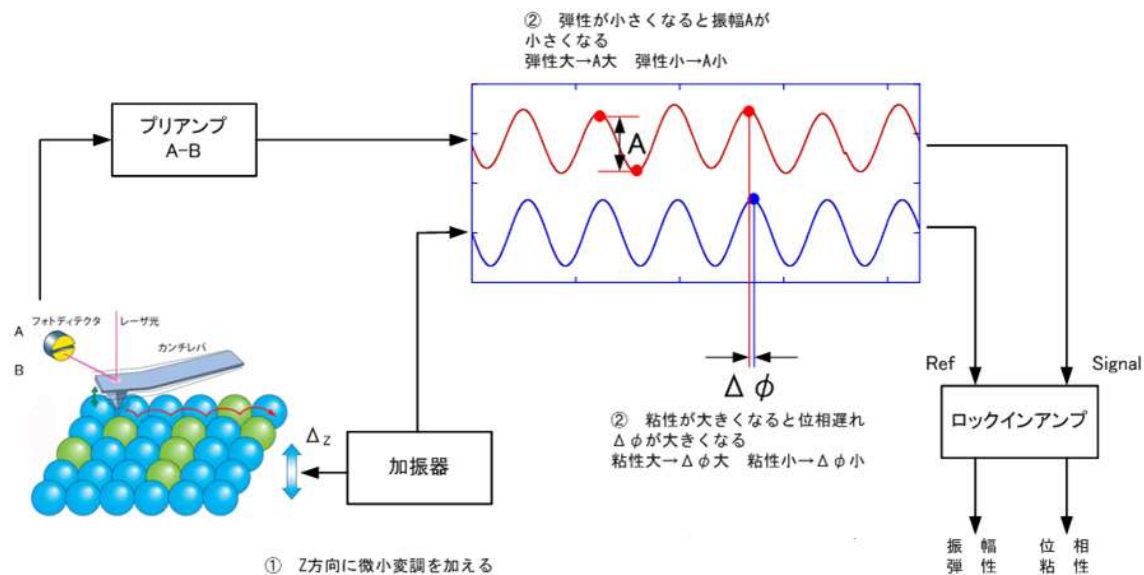 ② 弾性が小さくなると振幅Aが
小さくなる
弾性大→A大 弾性小→A小
プリアンプ
A-B
A
フォトディテクタ
レーザ光
A
B
カンチレバ
Δz
加振器
Δφ
② 粘性が大きくなると位相遅れ
Δφが大きくなる
粘性大→Δφ大 粘性小→Δφ小
Ref
Signal
ロックインアンプ
振幅
弾性
位相
粘性
① Z方向に微小変調を加える